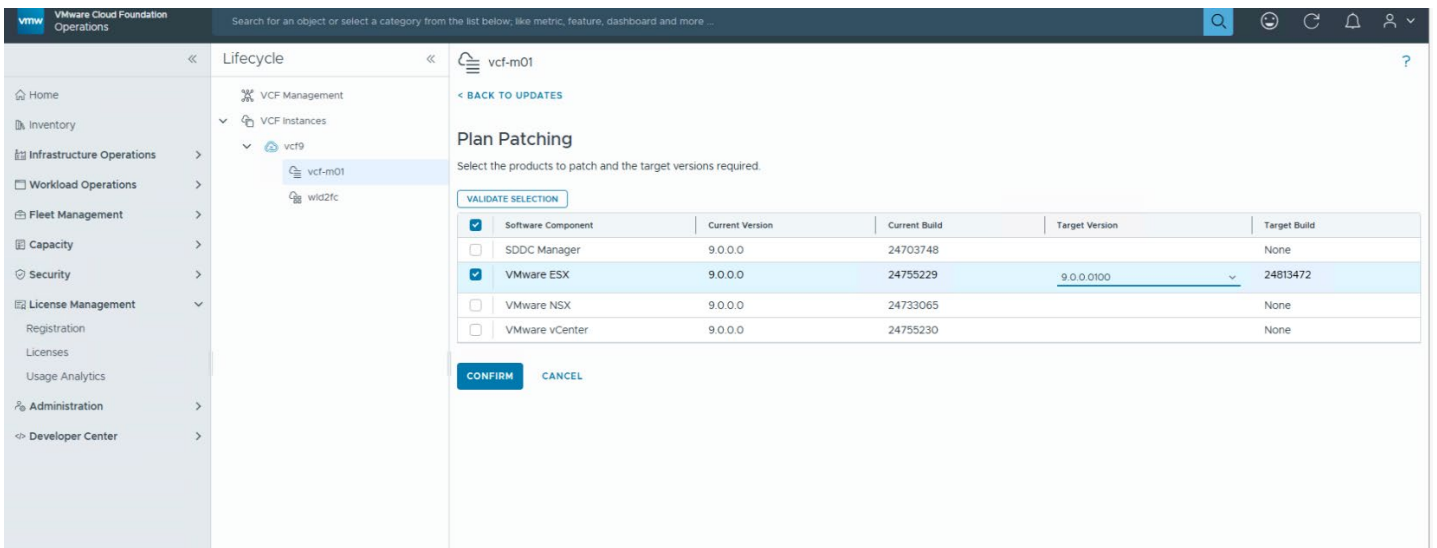 vmw VMware Cloud Foundation
Operations
Search for an object or select a category from the list below; like metric, feature, dashboard and more ...
Home
Inventory
Infrastructure Operations
Workload Operations
Fleet Management
Capacity
Security
License Management
Registration
Licenses
Usage Analytics
Administration
Developer Center
Lifecycle
VCF Management
VCF Instances
vcf9
vcf-m01
wld2fc
vcf-m01
?
< BACK TO UPDATES
Plan Patching
Select the products to patch and the target versions required.
VALIDATE SELECTION
Software Component Current Version Current Build Target Version Target Build
SDDC Manager 9.0.0.0 24703748 None
VMware ESX 9.0.0.0 24755229 9.0.0.0100 24813472
VMware NSX 9.0.0.0 24733065 None
VMware vCenter 9.0.0.0 24755230 None
CONFIRM CANCEL